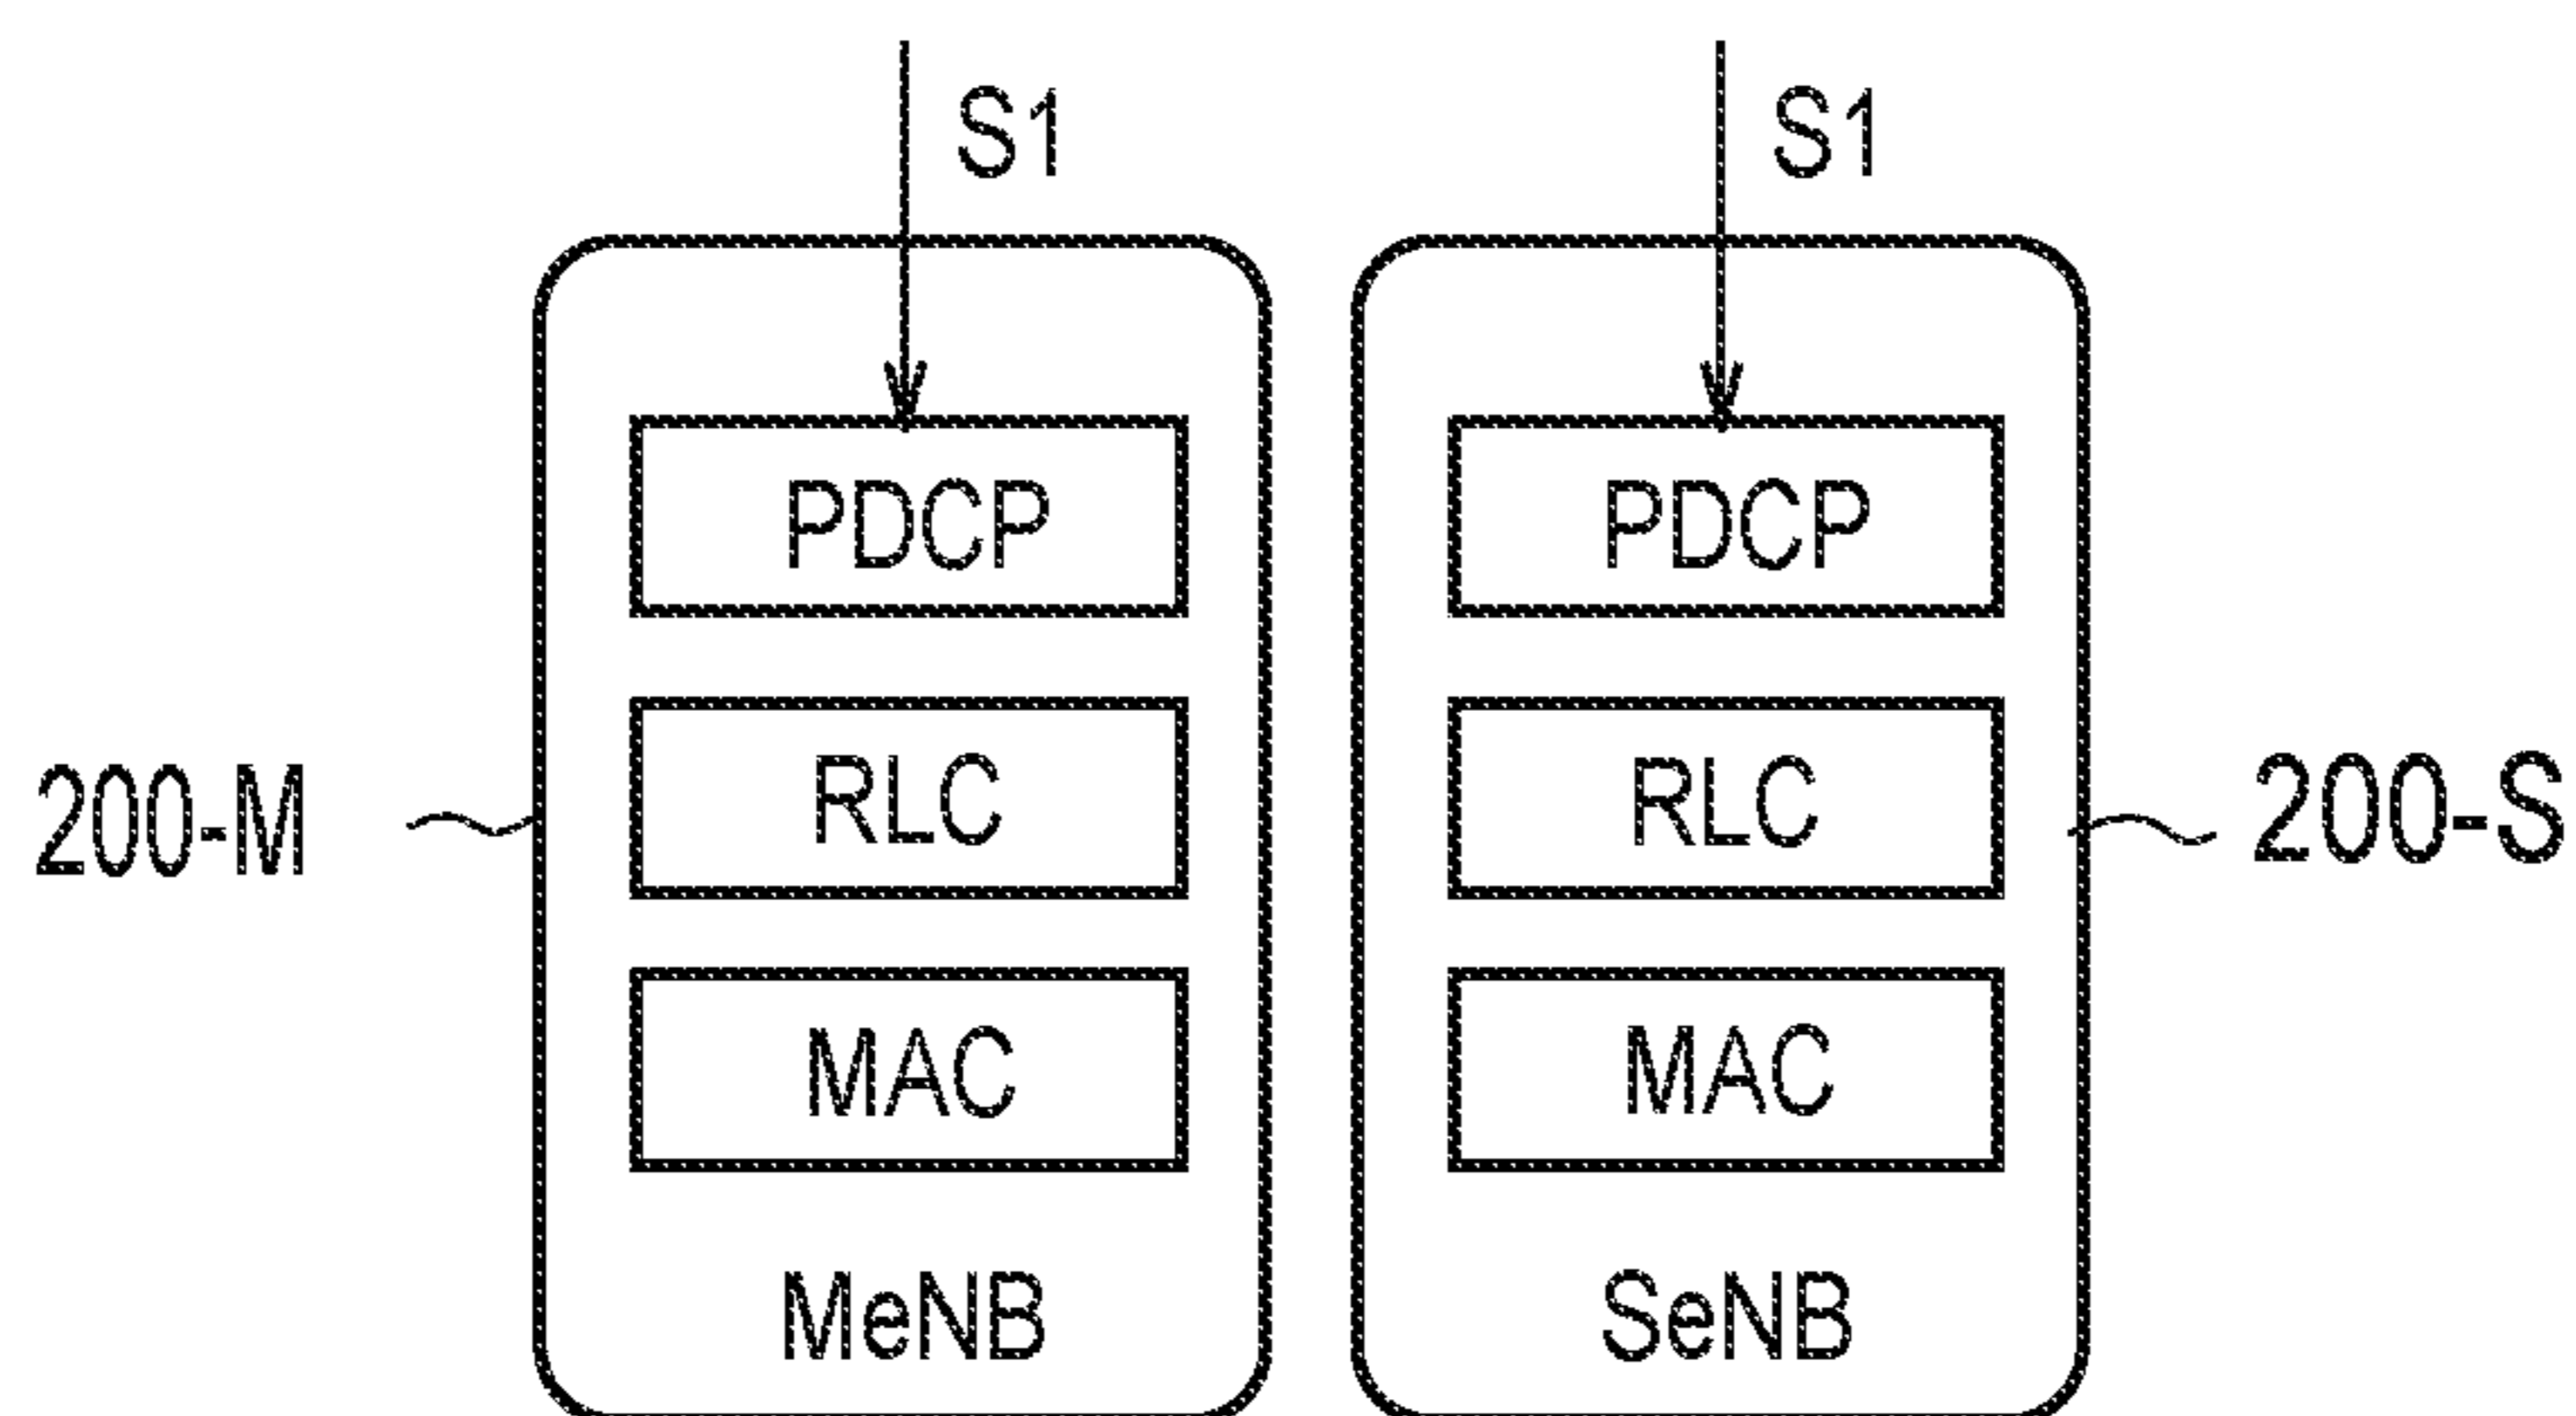 S1 S1
PDCP PDCP
200-M RLC RLC 200-S
MAC MAC
MeNB SeNB